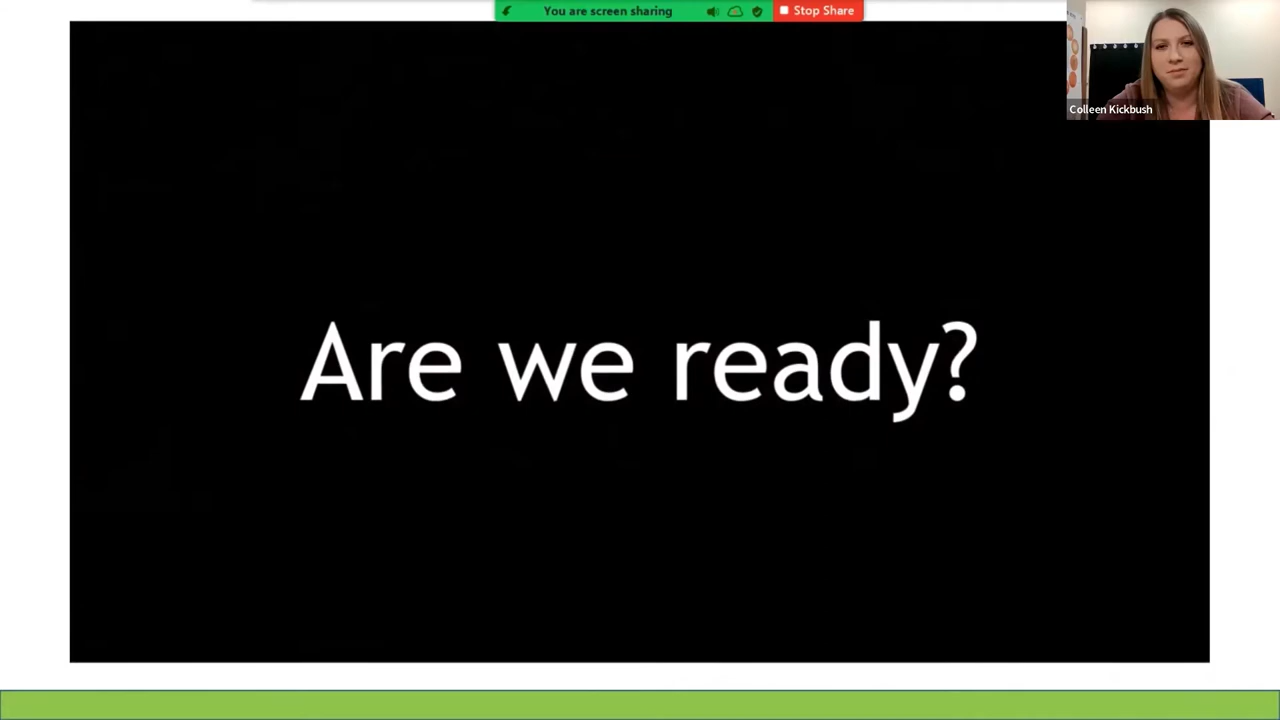 You are screen sharing
Stop Share
Colleen Kickbush
Are we ready?